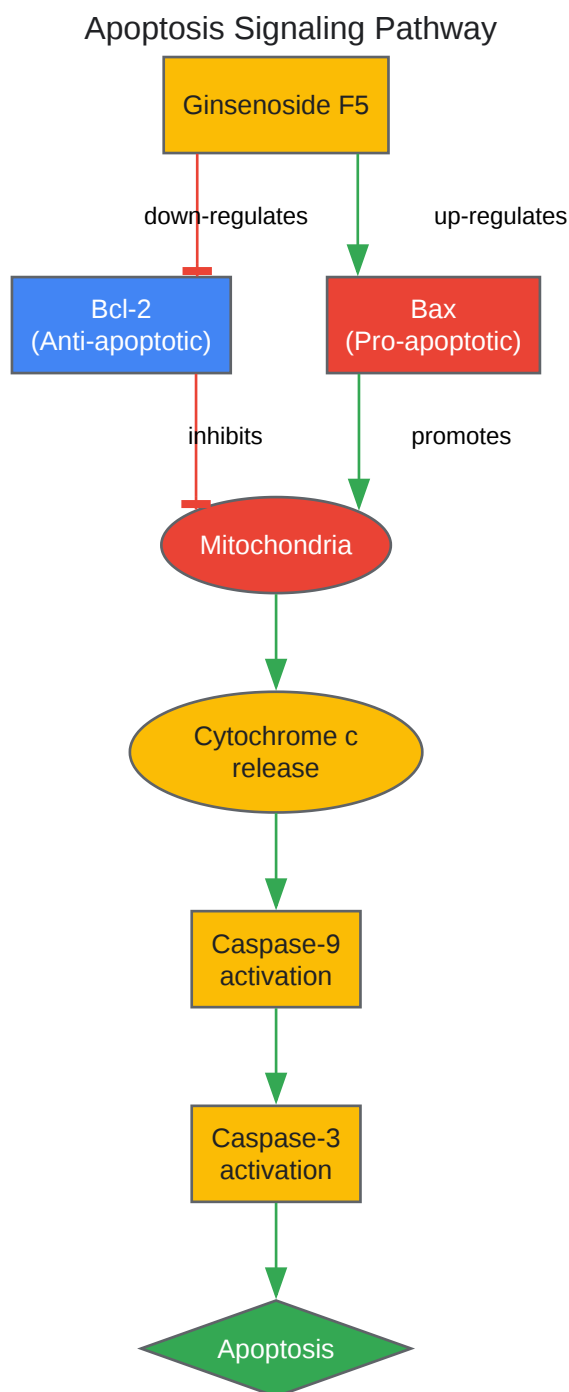 Apoptosis Signaling Pathway
Ginsenoside F5
down-regulates
up-regulates
Bcl-2
(Anti-apoptotic)
Bax
(Pro-apoptotic)
inhibits
promotes
Mitochondria
Cytochrome c
release
Caspase-9
activation
Caspase-3
activation
Apoptosis